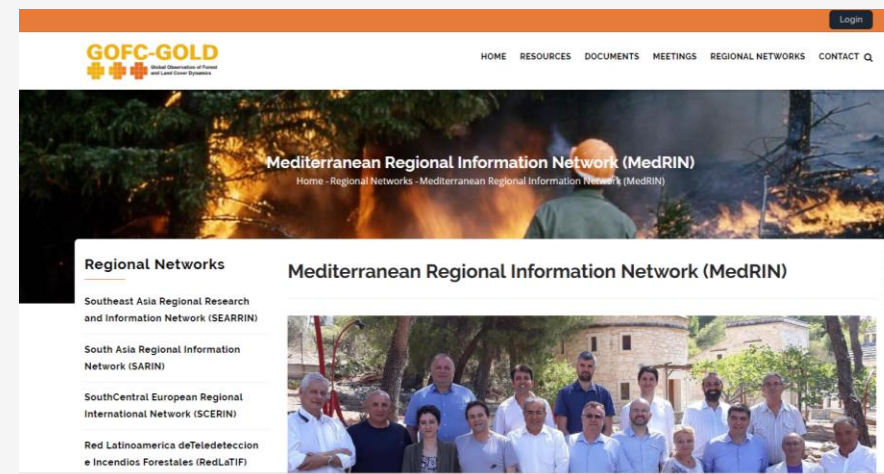 Login
GOFC-GOLD
Global Observation of Forest
and Land Cover Dynamics
HOME RESOURCES DOCUMENTS MEETINGS REGIONAL NETWORKS CONTACT
Mediterranean Regional Information Network (MedRIN)
Home - Regional Networks - Mediterranean Regional Information Network (MedRIN)
Regional Networks
Southeast Asia Regional Research
and Information Network (SEARRIN)
South Asia Regional Information
Network (SARIN)
SouthCentral European Regional
International Network (SCERIN)
Red Latinoamerica deTeledeteccion
e Incendios Forestales (RedLaTIF)
Mediterranean Regional Information Network (MedRIN)